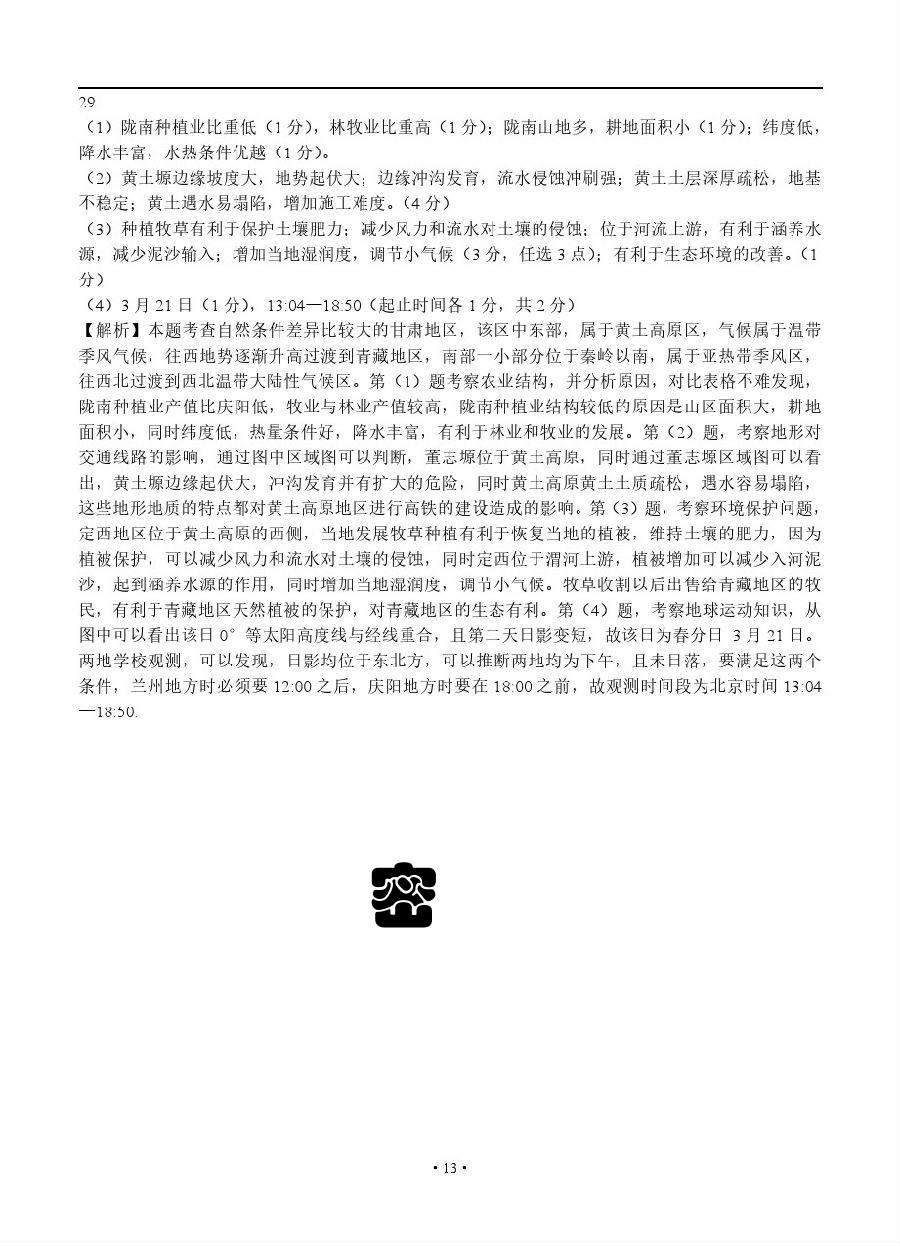 29
（1）陇南种植业比重低（1 分），林牧业比重高（1 分）；陇南山地多，耕地面积小（1 分）；纬度低，
降水丰富，水热条件优越（1 分）。
（2）黄土塬边缘坡度大，地势起伏大；边缘冲沟发育，流水侵蚀冲刷强；黄土土层深厚疏松，地基
不稳定；黄土遇水易塌陷，增加施工难度。（4 分）
（3）种植牧草有利于保护土壤肥力；减少风力和流水对土壤的侵蚀；位于河流上游，有利于涵养水
源，减少泥沙输入；增加当地湿润度，调节小气候（3 分，任选 3 点）；有利于生态环境的改善。（1
分）
（4）3 月 21 日（1 分），13:04—18:50（起止时间各 1 分，共 2 分）
【解析】本题考查自然条件差异比较大的甘肃地区，该区中东部，属于黄土高原区，气候属于温带
季风气候，往西地势逐渐升高过渡到青藏地区，南部一小部分位于秦岭以南，属于亚热带季风区，
往西北过渡到西北温带大陆性气候区。第（1）题考察农业结构，并分析原因，对比表格不难发现，
陇南种植业产值比庆阳低，牧业与林业产值较高，陇南种植业结构较低的原因是山区面积大，耕地
面积小，同时纬度低，热量条件好，降水丰富，有利于林业和牧业的发展。第（2）题，考察地形对
交通线路的影响，通过图中区域图可以判断，董志塬位于黄土高原，同时通过董志塬区域图可以看
出，黄土塬边缘起伏大，冲沟发育并有扩大的危险，同时黄土高原黄土土质疏松，遇水容易塌陷，
这些地形地质的特点都对黄土高原地区进行高铁的建设造成的影响。第（3）题，考察环境保护问题，
定西地区位于黄土高原的西侧，当地发展牧草种植有利于恢复当地的植被，维持土壤的肥力，因为
植被保护，可以减少风力和流水对土壤的侵蚀，同时定西位于渭河上游，植被增加可以减少入河泥
沙，起到涵养水源的作用，同时增加当地湿润度，调节小气候。牧草收割以后出售给青藏地区的牧
民，有利于青藏地区天然植被的保护，对青藏地区的生态有利。第（4）题，考察地球运动知识，从
图中可以看出该日 0° 等太阳高度线与经线重合，且第二天日影变短，故该日为春分日 3 月 21 日。
两地学校观测，可以发现，日影均位于东北方，可以推断两地均为下午，且未日落，要满足这两个
条件，兰州地方时必须要 12:00 之后，庆阳地方时要在 18:00 之前，故观测时间段为北京时间 13:04
—18:50.
· 13 ·